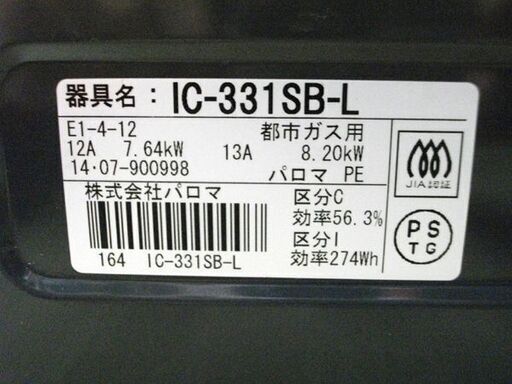 器具名：IC-331SB-L
E1-4-12 都市ガス用
12A 7.64kW 13A 8.20kW
14·07-900998 パロマ PE
株式会社パロマ 区分C
効率56.3%
区分I
164 IC-331SB-L 効率274Wh
JIA認証
PS
TG